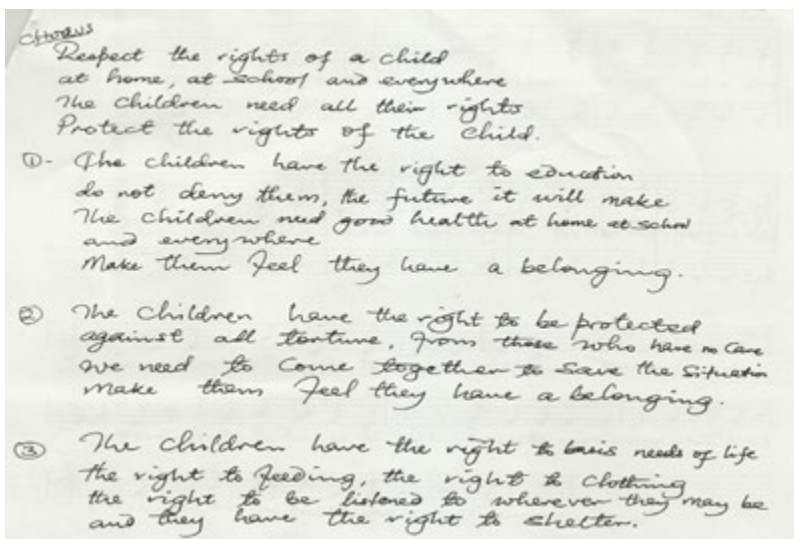 CHORUS
Respect the rights of a child
at home, at school and everywhere
The children need all their rights
Protect the rights of the child.
①- The children have the right to education
do not deny them, the future it will make
The children need good health at home at school
and everywhere
Make them feel they have a belonging.
② The children have the right to be protected
against all torture, from those who have no care
we need to come together to save the situation
make them feel they have a belonging.
③ The children have the right to basis needs of life
the right to feeding, the right to clothing
the right to be listened to wherever they may be
and they have the right to shelter.